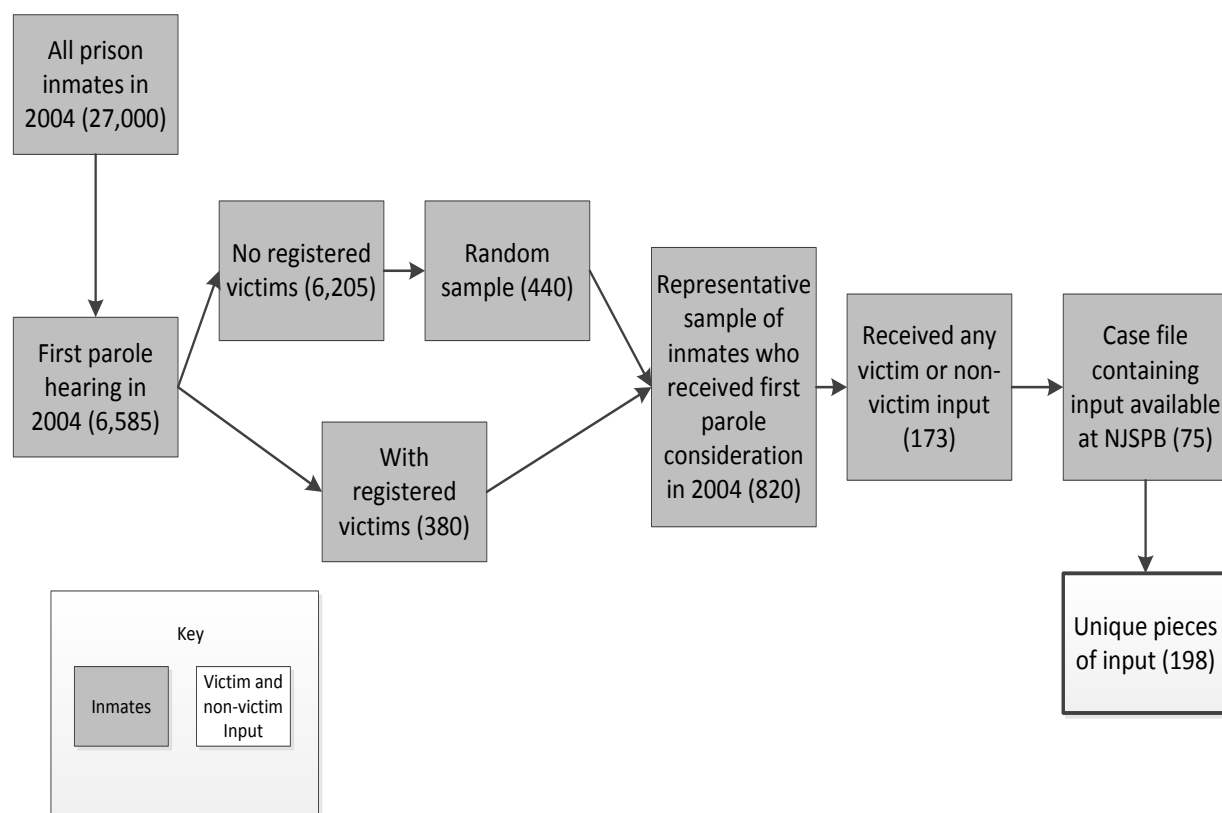 All prison
inmates in
2004 (27,000)
First parole
hearing in
2004 (6,585)
No registered
victims (6,205)
Random
sample (440)
With
registered
victims (380)
Representative
sample of
inmates who
received first
parole
consideration
in 2004 (820)
Received any
victim or non-
victim input
(173)
Case file
containing
input available
at NJSPB (75)
Unique pieces
of input (198)
Key
Inmates
Victim and
non-victim
Input